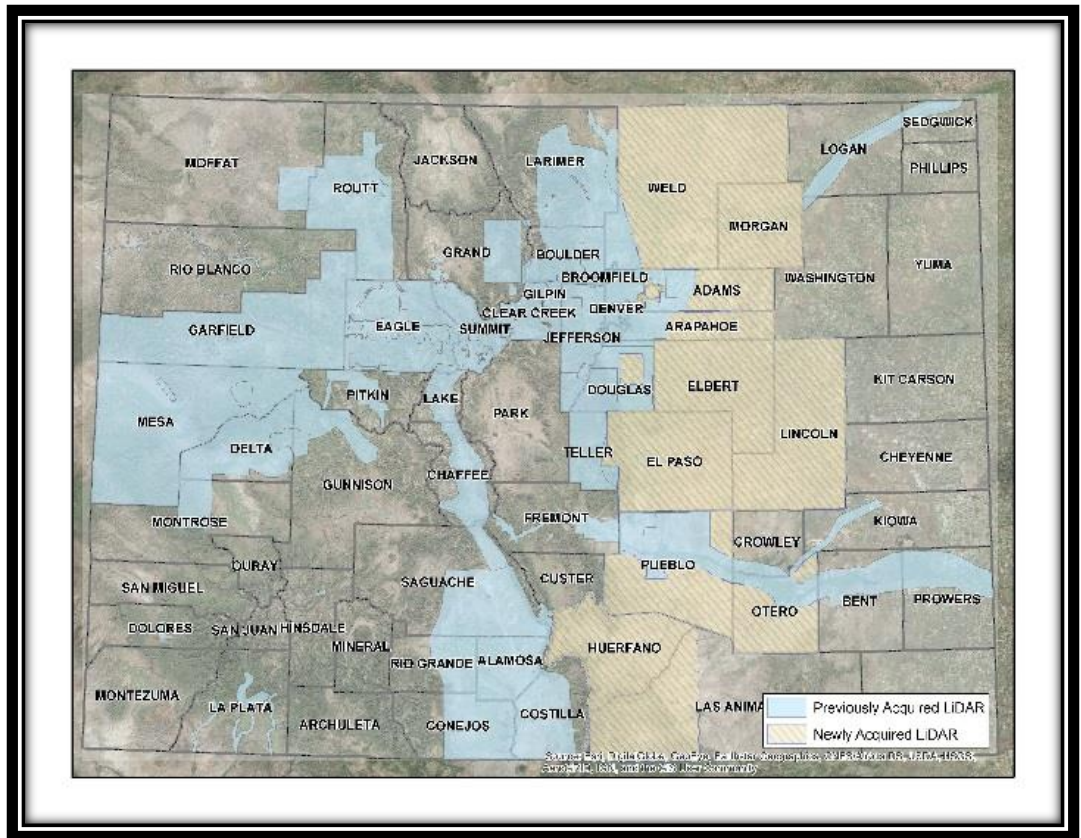 SEDGWICK
LOGAN
MOFFAT
JACKSON
LARIMER
PHILLIPS
ROUTT
WELD
MORGAN
GRAND
BOULDER
YUMA
RIO BLANCO
BROOMFIELD
WASHINGTON
GILPIN
ADAMS
CLEAR CREEK
DENVER
GARFIELD
EAGLE
SUMMIT
ARAPAHOE
JEFFERSON
KIT CARSON
ELBERT
DOUGLAS
PITKIN
LAKE
PARK
MESA
LINCOLN
DELTA
TELLER
EL PASO
CHEYENNE
CHAFFEE
GUNNISON
FREMONT
KIOWA
MONTROSE
CROWLEY
OURAY
PUEBLO
CUSTER
SAGUACHE
SAN MIGUEL
BENT
PROWERS
OTERO
DOLORES
SAN JUAN
HINSDALE
MINERAL
HUERFANO
RIO GRANDE
ALAMOSA
MONTEZUMA
LA PLATA
LAS ANIMA
COSTILLA
ARCHULETA
CONEJOS
Previously Acquired LiDAR
Newly Acquired LiDAR